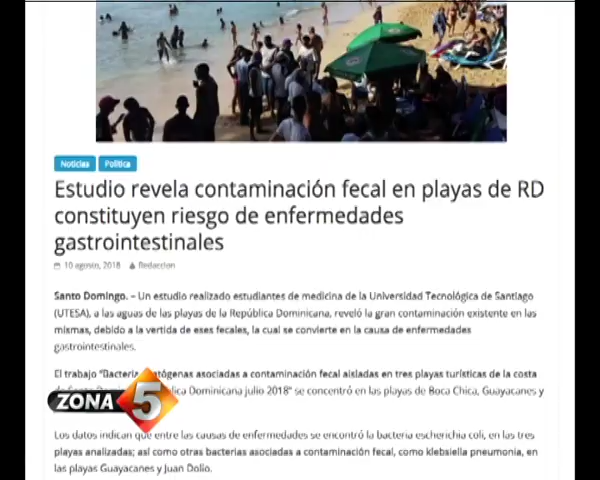 Noticias Política
Estudio revela contaminación fecal en playas de RD
constituyen riesgo de enfermedades
gastrointestinales
10 agosto, 2018 Redaccion
Santo Domingo. – Un estudio realizado estudiantes de medicina de la Universidad Tecnológica de Santiago
(UTESA), a las aguas de las playas de la República Dominicana, reveló la gran contaminación existente en las
mismas, debido a la vertida de eses fecales, la cual se convierte en la causa de enfermedades
gastrointestinales.
El trabajo "Bacteria atógenas asociadas a contaminación fecal aisladas en tres playas turísticas de la costa
lica Dominicana julio 2018" se concentró en las playas de Boca Chica, Guayacanes y
ZONA 5
Los datos indican que entre las causas de enfermedades se encontró la bacteria escherichia coli, en las tres
playas analizadas; así como otras bacterias asociadas a contaminación fecal, como klebsiella pneumonia, en
las playas Guayacanes y Juan Dolio.